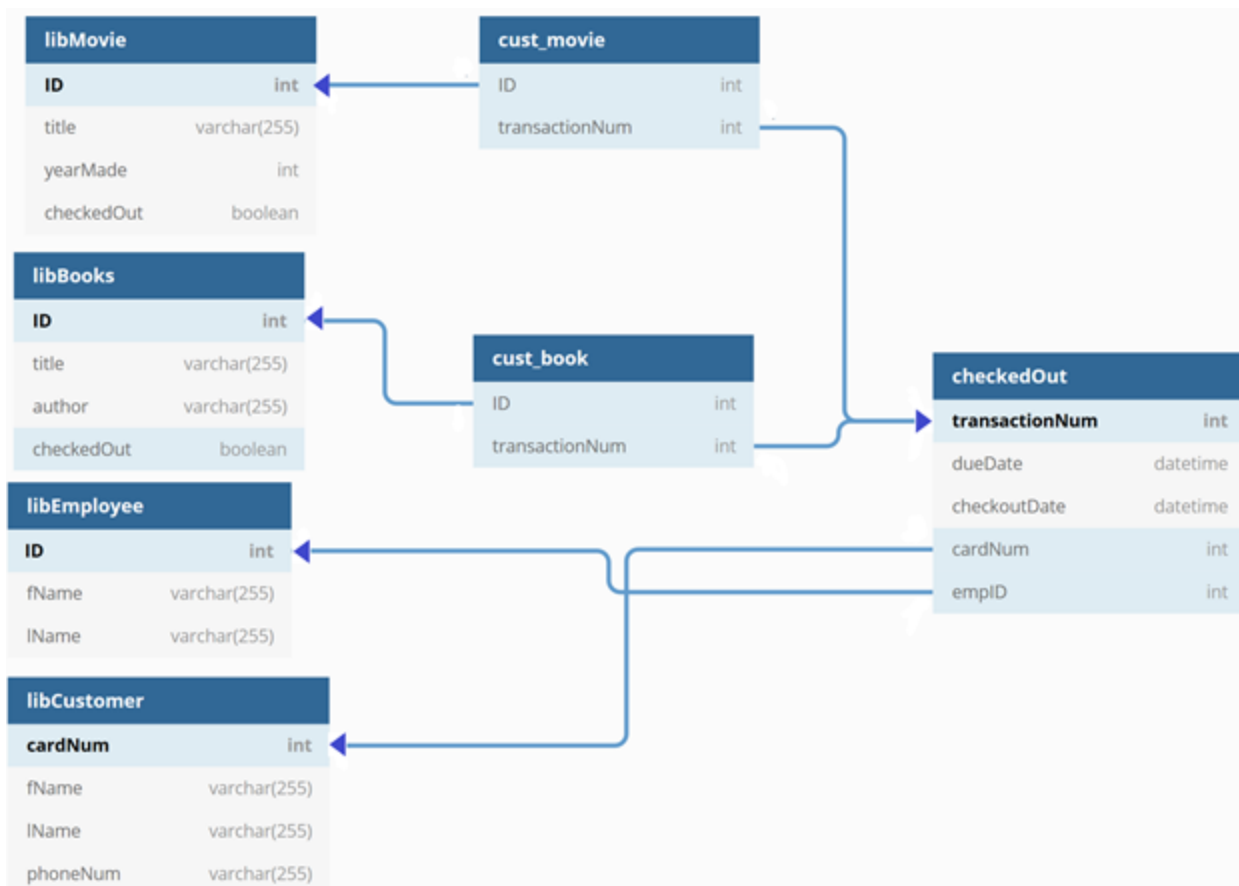 libMovie
ID int
title varchar(255)
yearMade int
checkedOut boolean
cust_movie
ID int
transactionNum int
libBooks
ID int
title varchar(255)
author varchar(255)
checkedOut boolean
cust_book
ID int
transactionNum int
checkedOut
transactionNum int
dueDate datetime
checkoutDate datetime
cardNum int
empID int
libEmployee
ID int
fName varchar(255)
lName varchar(255)
libCustomer
cardNum int
fName varchar(255)
lName varchar(255)
phoneNum varchar(255)